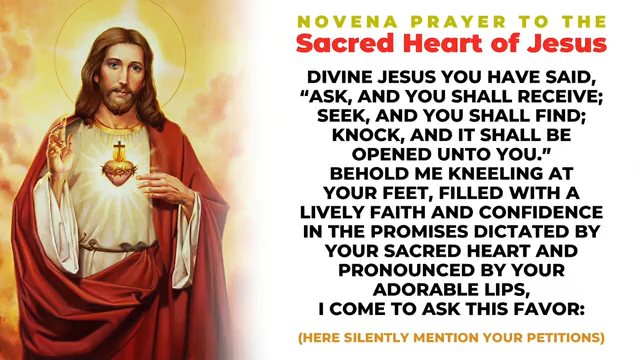 NOVENA PRAYER TO THE
Sacred Heart of Jesus
DIVINE JESUS YOU HAVE SAID,
“ASK, AND YOU SHALL RECEIVE;
SEEK, AND YOU SHALL FIND;
KNOCK, AND IT SHALL BE
OPENED UNTO YOU.”
BEHOLD ME KNEELING AT
YOUR FEET, FILLED WITH A
LIVELY FAITH AND CONFIDENCE
IN THE PROMISES DICTATED BY
YOUR SACRED HEART AND
PRONOUNCED BY YOUR
ADORABLE LIPS,
I COME TO ASK THIS FAVOR:
(HERE SILENTLY MENTION YOUR PETITIONS)